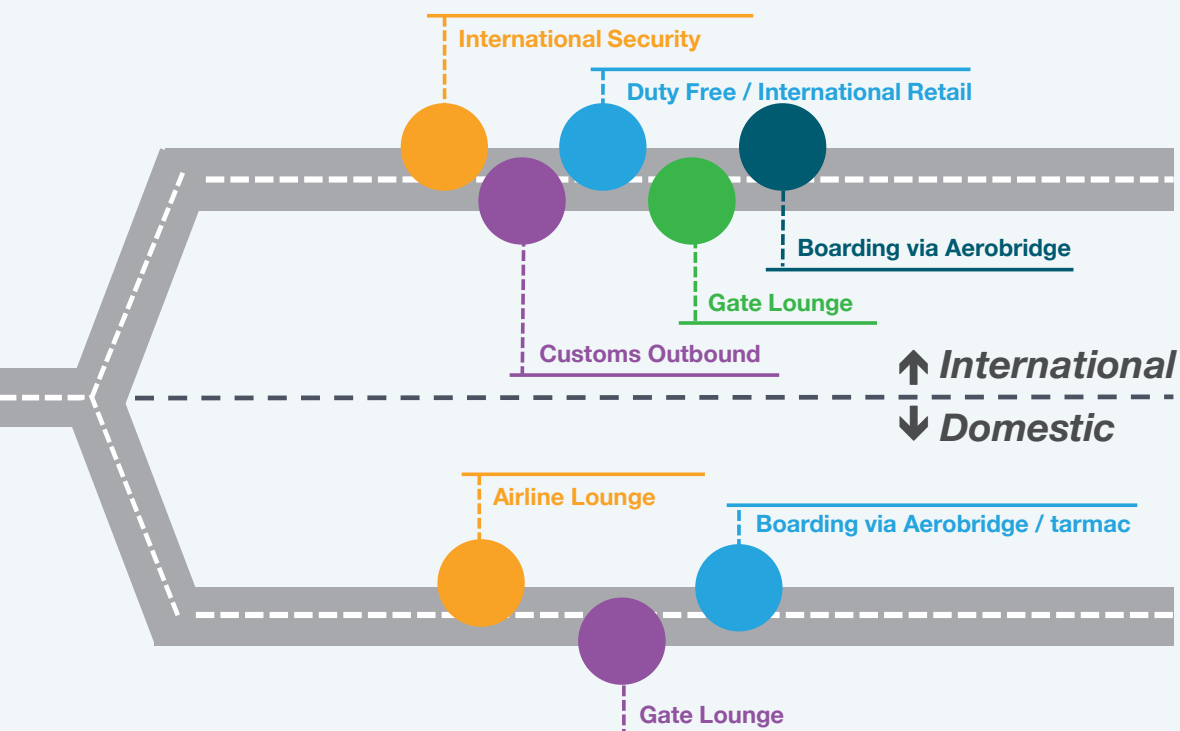 International Security
Duty Free / International Retail
Boarding via Aerobridge
Gate Lounge
Customs Outbound
International
Domestic
Airline Lounge
Boarding via Aerobridge / tarmac
Gate Lounge